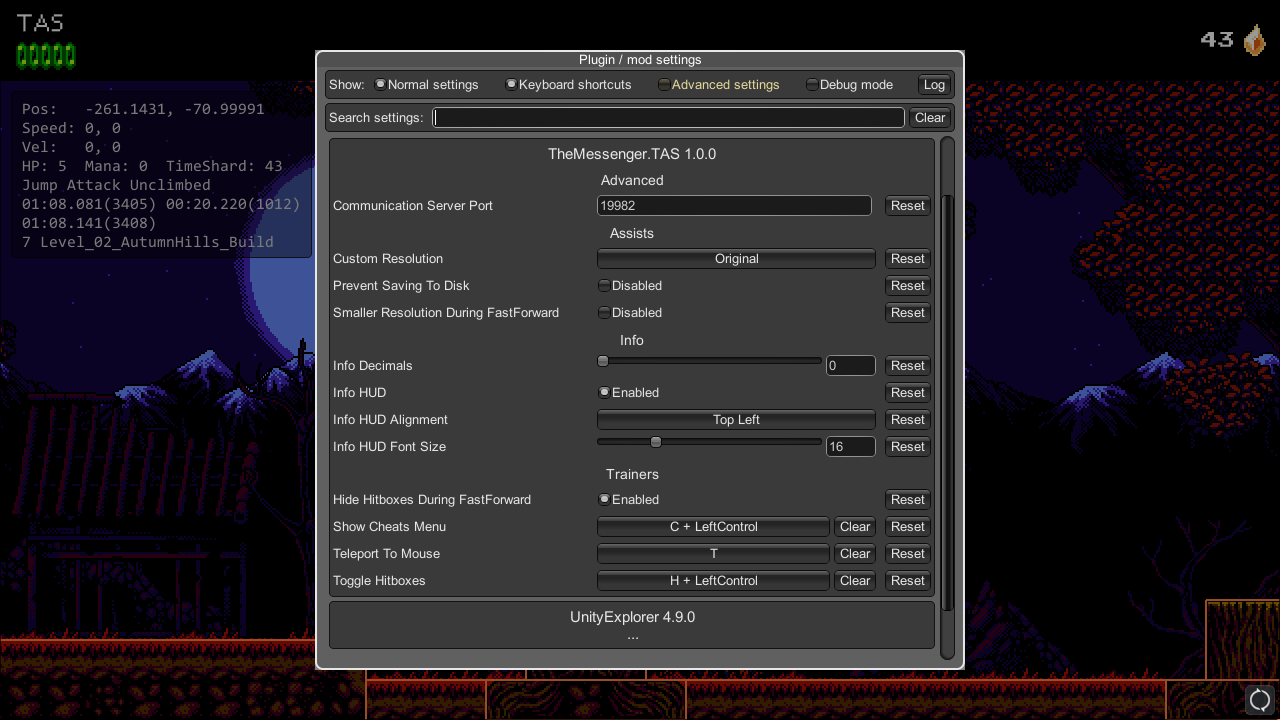 TAS
43
Pos:   -261.1431, -70.99991
Speed: 0, 0
Vel:   0, 0
HP: 5  Mana: 0  TimeShard: 43
Jump Attack Unclimbed
01:08.081(3405) 00:20.220(1012)
01:08.141(3408)
7 Level_02_AutumnHills_Build
Plugin / mod settings
Show: Normal settings Keyboard shortcuts Advanced settings Debug mode Log
Search settings: Clear
TheMessenger.TAS 1.0.0
Advanced
Communication Server Port 19982 Reset
Assists
Custom Resolution Original Reset
Prevent Saving To Disk Disabled Reset
Smaller Resolution During FastForward Disabled Reset
Info
Info Decimals 0 Reset
Info HUD Enabled Reset
Info HUD Alignment Top Left Reset
Info HUD Font Size 16 Reset
Trainers
Hide Hitboxes During FastForward Enabled Reset
Show Cheats Menu C + LeftControl Clear Reset
Teleport To Mouse T Clear Reset
Toggle Hitboxes H + LeftControl Clear Reset
UnityExplorer 4.9.0
...